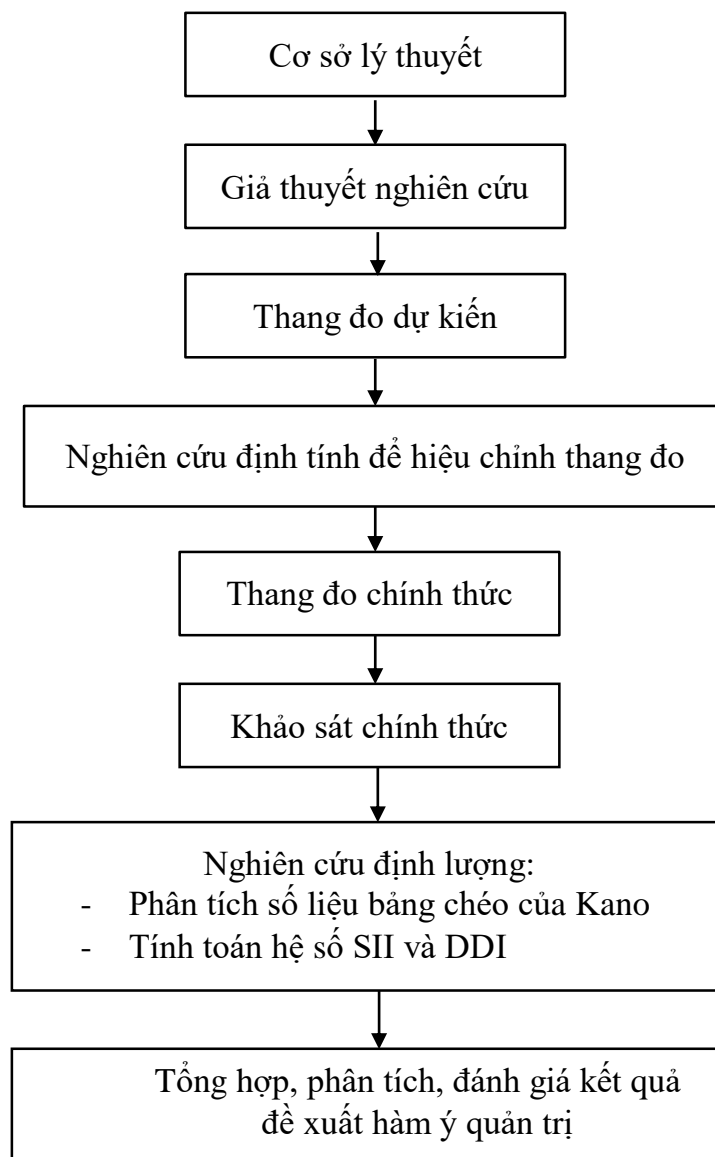 Cơ sở lý thuyết
Giả thuyết nghiên cứu
Thang đo dự kiến
Nghiên cứu định tính để hiệu chỉnh thang đo
Thang đo chính thức
Khảo sát chính thức
Nghiên cứu định lượng:
- Phân tích số liệu bảng chéo của Kano
- Tính toán hệ số SII và DDI
Tổng hợp, phân tích, đánh giá kết quả
đề xuất hàm ý quản trị